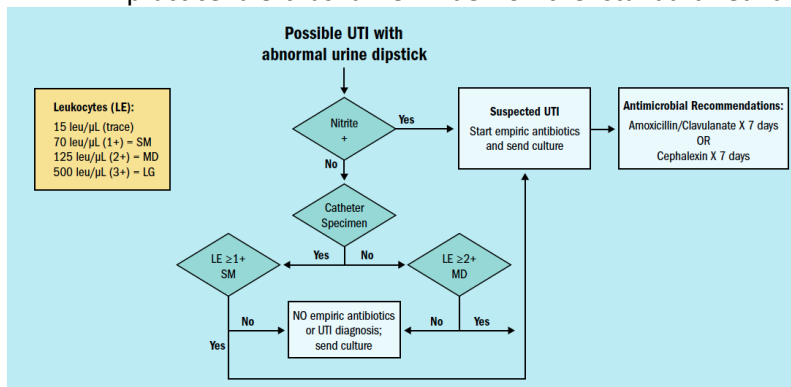 Possible UTI with
abnormal urine dipstick
Leukocytes (LE):
15 leu/µL (trace)
70 leu/µL (1+) = SM
125 leu/µL (2+) = MD
500 leu/µL (3+) = LG
Nitrite
+
Yes
No
Suspected UTI
Start empiric antibiotics
and send culture
Antimicrobial Recommendations:
Amoxicillin/Clavulanate X 7 days
OR
Cephalexin X 7 days
Catheter
Specimen
Yes
No
LE ≥1+
SM
LE ≥2+
MD
No
Yes
NO empiric antibiotics
or UTI diagnosis;
send culture
No
Yes